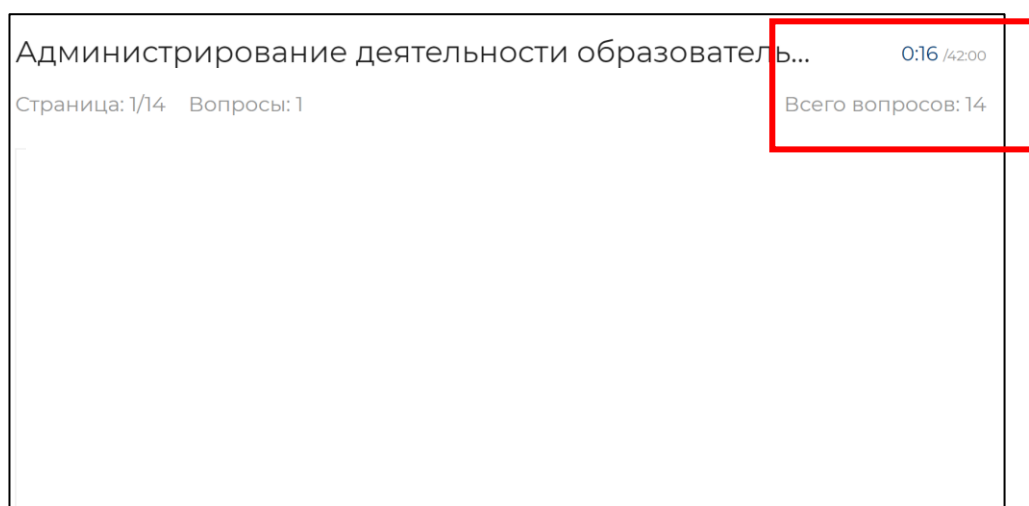 Администрирование деятельности образователь... 0:16 /42:00
Страница: 1/14 Вопросы: 1 Всего вопросов: 14